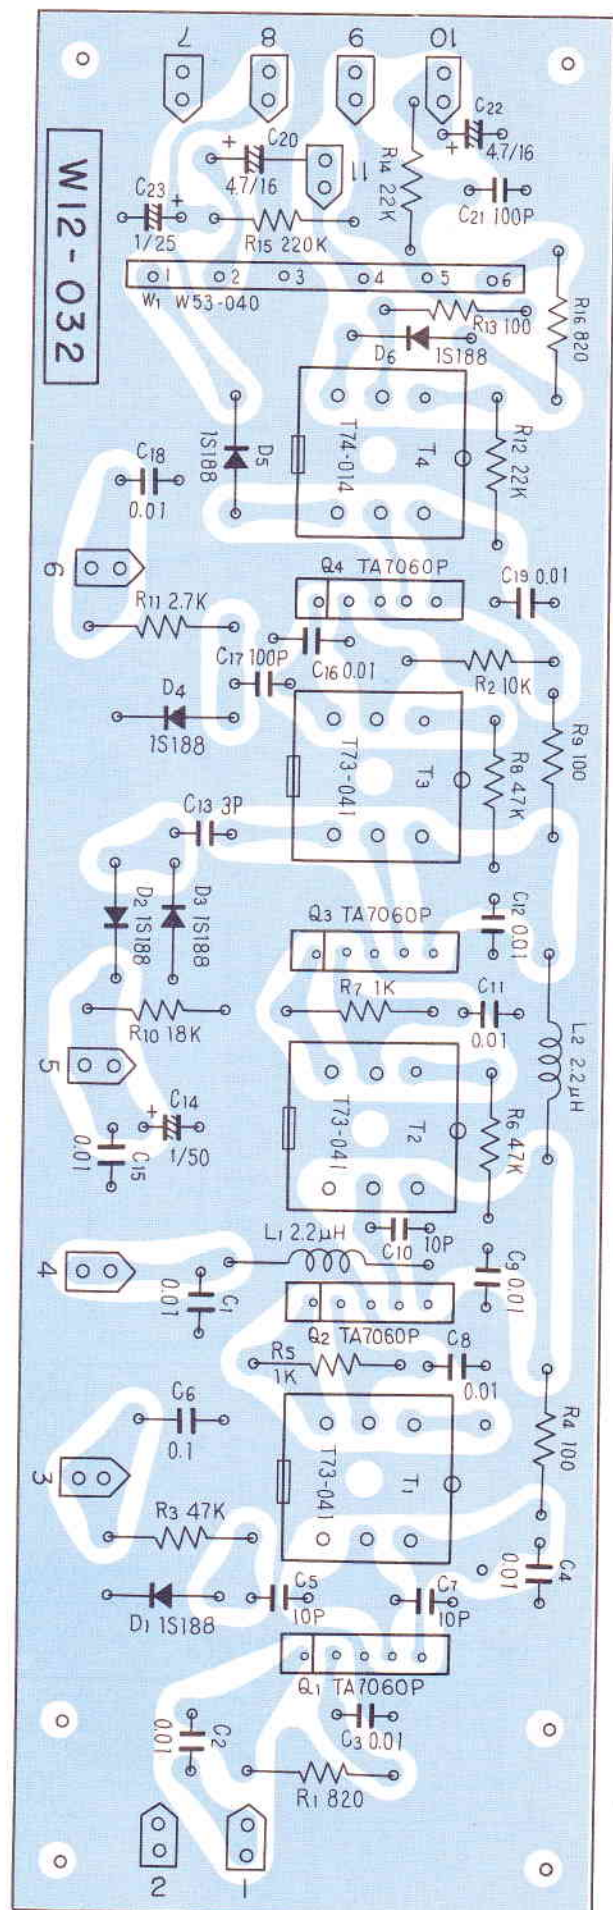 7
8
9
10
C20
4.7/16
11
R14 22K
C22
4.7/16
C21 100P
C23
1/25
R15 220K
W12-032
1
2
3
4
5
6
W1 W53-040
R13 100
R16 820
D6
1S188
D5
1S188
T74-014
T4
R12 22K
C18
0.01
6
Q4 TA7060P
C19 0.01
R11 2.7K
C16 0.01
C17 100P
R2 10K
D4
1S188
T73-041
T3
R8 47K
R9 100
C13 3P
D2 1S188
D3 1S188
Q3 TA7060P
C12 0.01
R7 1K
C11
0.01
R10 18K
L2 2.2μH
5
C14
1/50
C15
0.01
T73-041
T2
R6 47K
L1 2.2μH
C10
10P
C9 0.01
4
C1
0.01
Q2 TA7060P
R5
1K
C8
0.01
C6
0.1
T73-041
T1
R4 100
3
R3 47K
C4
0.01
D1 1S188
C5
10P
C7
10P
Q1 TA7060P
C2
0.01
C3 0.01
R1 820
2
1